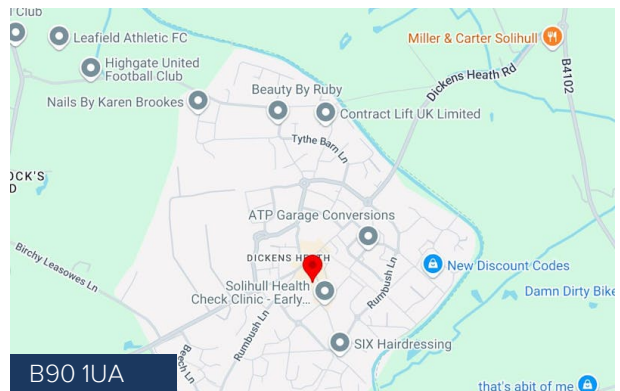 Club
Leafield Athletic FC
Miller & Carter Solihull
Highgate United
Football Club
Dickens Heath Rd
B4102
Nails By Karen Brookes
Beauty By Ruby
Contract Lift UK Limited
Tythe Barn Ln
OCK'S
D
ATP Garage Conversions
DICKENS HEATH
Birchy Leasowes Ln
New Discount Codes
Solihull Health
Check Clinic - Early...
Rumbush Ln
Damn Dirty Bike
Rumbush Ln
SIX Hairdressing
Beech Ln
that's abit of me
B90 1UA